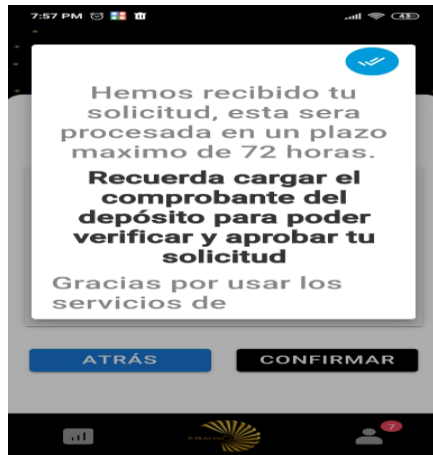 7:57 PM
43
Hemos recibido tu
solicitud, esta sera
procesada en un plazo
maximo de 72 horas.
Recuerda cargar el
comprobante del
depósito para poder
verificar y aprobar tu
solicitud
Gracias por usar los
servicios de
ATRÁS
CONFIRMAR
7